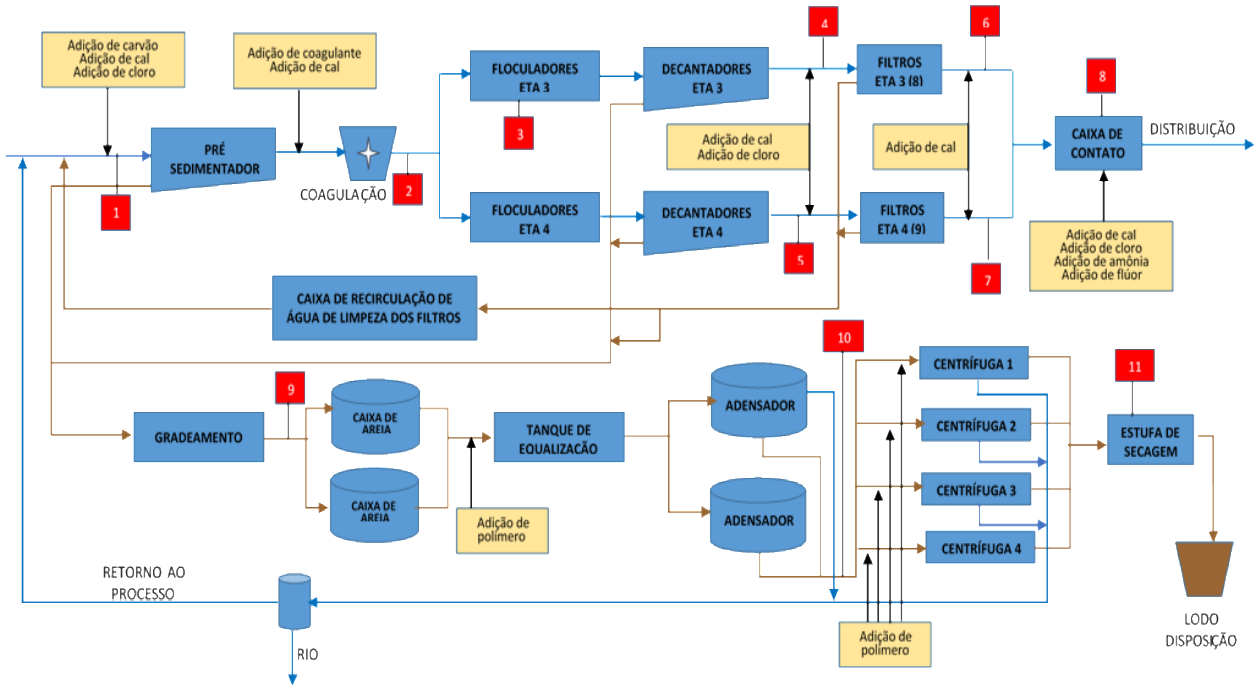 Adição de carvão
Adição de cal
Adição de cloro
Adição de coagulante
Adição de cal
4
6
FLOCULADORES
ETA 3
DECANTADORES
ETA 3
FILTROS
ETA 3 (8)
8
3
PRÉ
SEDIMENTADOR
COAGULAÇÃO
Adição de cal
Adição de cloro
Adição de cal
CAIXA DE
CONTATO
DISTRIBUIÇÃO
1
2
FLOCULADORES
ETA 4
DECANTADORES
ETA 4
FILTROS
ETA 4 (9)
5
7
Adição de cal
Adição de cloro
Adição de amônia
Adição de flúor
CAIXA DE RECIRCULAÇÃO DE
ÁGUA DE LIMPEZA DOS FILTROS
10
9
11
GRADEAMENTO
CAIXA DE
AREIA
CAIXA DE
AREIA
TANQUE DE
EQUALIZACÃO
ADENSADOR
ADENSADOR
CENTRÍFUGA 1
CENTRÍFUGA 2
CENTRÍFUGA 3
CENTRÍFUGA 4
ESTUFA DE
SECAGEM
Adição de
polímero
RETORNO AO
PROCESSO
RIO
Adição de
polímero
LODO
DISPOSIÇÃO